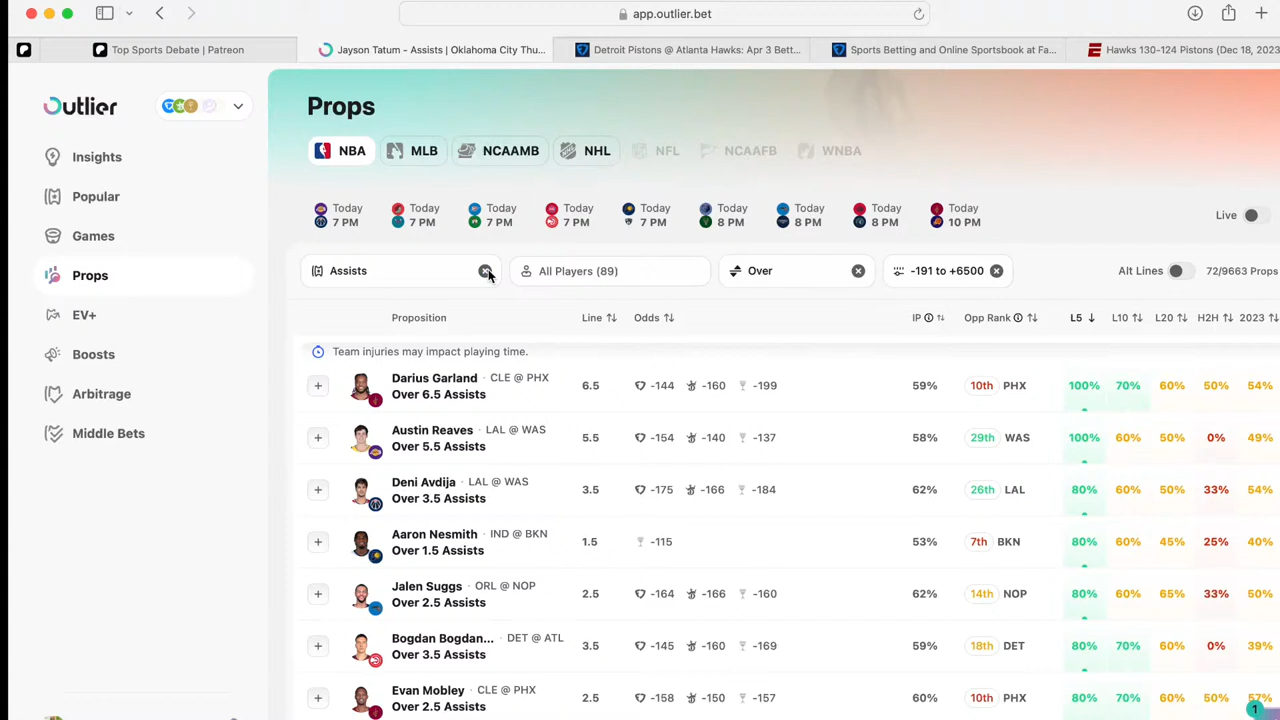 app.outlier.bet
Top Sports Debate | Patreon
Jayson Tatum - Assists | Oklahoma City Thu...
Detroit Pistons @ Atlanta Hawks: Apr 3 Bett...
Sports Betting and Online Sportsbook at Fa...
Hawks 130-124 Pistons (Dec 18, 2023
Outlier
Insights
Popular
Games
Props
EV+
Boosts
Arbitrage
Middle Bets
Props
NBA
MLB
NCAAMB
NHL
NFL
NCAAFB
WNBA
Today
7 PM
Today
7 PM
Today
7 PM
Today
7 PM
Today
7 PM
Today
8 PM
Today
8 PM
Today
8 PM
Today
10 PM
Live
Assists
All Players (89)
Over
-191 to +6500
Alt Lines
72/9663 Props
Proposition Line Odds IP Opp Rank L5 L10 L20 H2H 2023
Team injuries may impact playing time.
Darius Garland · CLE @ PHX
Over 6.5 Assists
6.5 -144 -160 -199 59% 10th PHX 100% 70% 60% 50% 54%
Austin Reaves · LAL @ WAS
Over 5.5 Assists
5.5 -154 -140 -137 58% 29th WAS 100% 60% 50% 0% 49%
Deni Avdija · LAL @ WAS
Over 3.5 Assists
3.5 -175 -166 -184 62% 26th LAL 80% 60% 50% 33% 54%
Aaron Nesmith · IND @ BKN
Over 1.5 Assists
1.5 -115 53% 7th BKN 80% 60% 45% 25% 40%
Jalen Suggs · ORL @ NOP
Over 2.5 Assists
2.5 -164 -166 -160 62% 14th NOP 80% 60% 65% 33% 50%
Bogdan Bogdan... · DET @ ATL
Over 3.5 Assists
3.5 -145 -160 -169 59% 18th DET 80% 70% 60% 0% 39%
Evan Mobley · CLE @ PHX
Over 2.5 Assists
2.5 -158 -150 -157 60% 10th PHX 80% 70% 60% 50% 57%
1